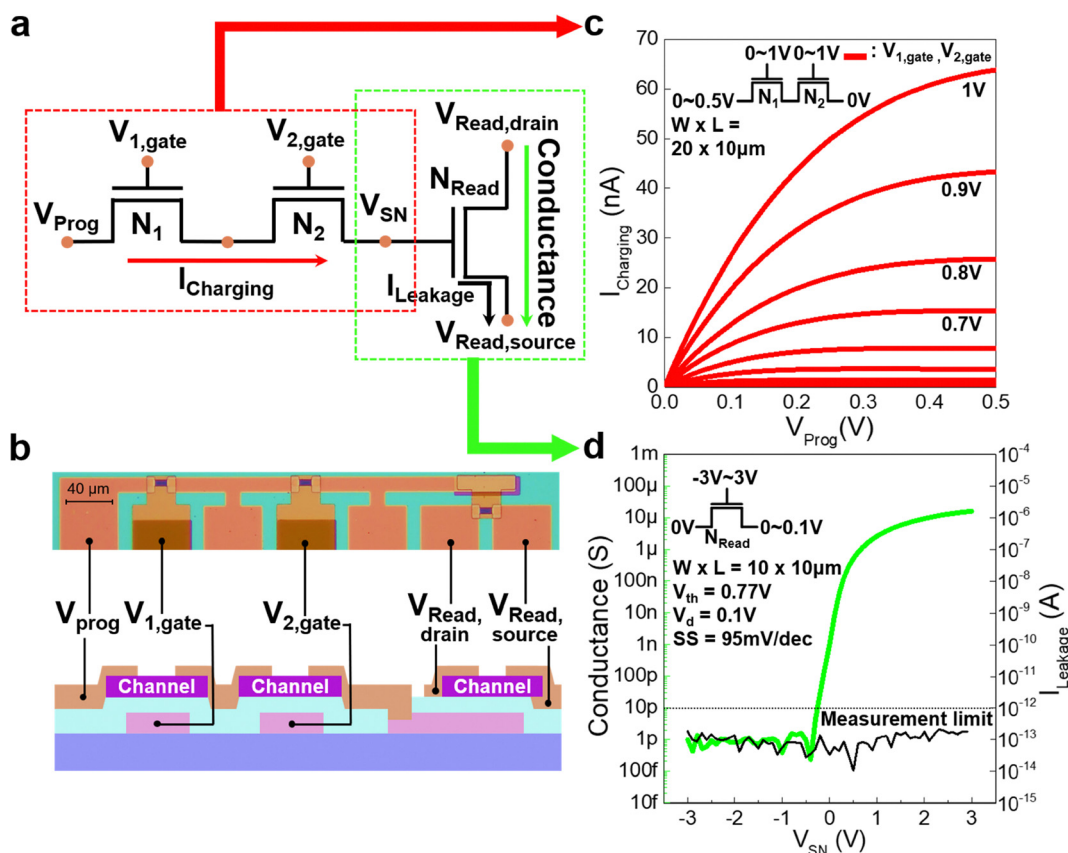 a
V1,gate
V2,gate
VRead,drain
NRead
Conductance
VProg
N1
N2
VSN
ICharging
ILeakage
VRead,source
b
40 μm
Vprog
V1,gate
V2,gate
VRead,
drain
VRead,
source
Channel
Channel
Channel
c
70
60
50
40
30
20
10
0
ICharging (nA)
0~1V 0~1V : V1,gate ,V2,gate
0~0.5V N1 N2 0V
W x L =
20 x 10μm
1V
0.9V
0.8V
0.7V
0.0 0.1 0.2 0.3 0.4 0.5
VProg(V)
d
1m
100μ
10μ
1μ
100n
10n
1n
100p
10p
1p
100f
10f
Conductance (S)
-3V~3V
0V NRead 0~0.1V
W x L = 10 x 10μm
Vth = 0.77V
Vd = 0.1V
SS = 95mV/dec
Measurement limit
10-4
10-5
10-6
10-7
10-8
10-9
10-10
10-11
10-12
10-13
10-14
10-15
ILeakage (A)
-3 -2 -1 0 1 2 3
VSN (V)